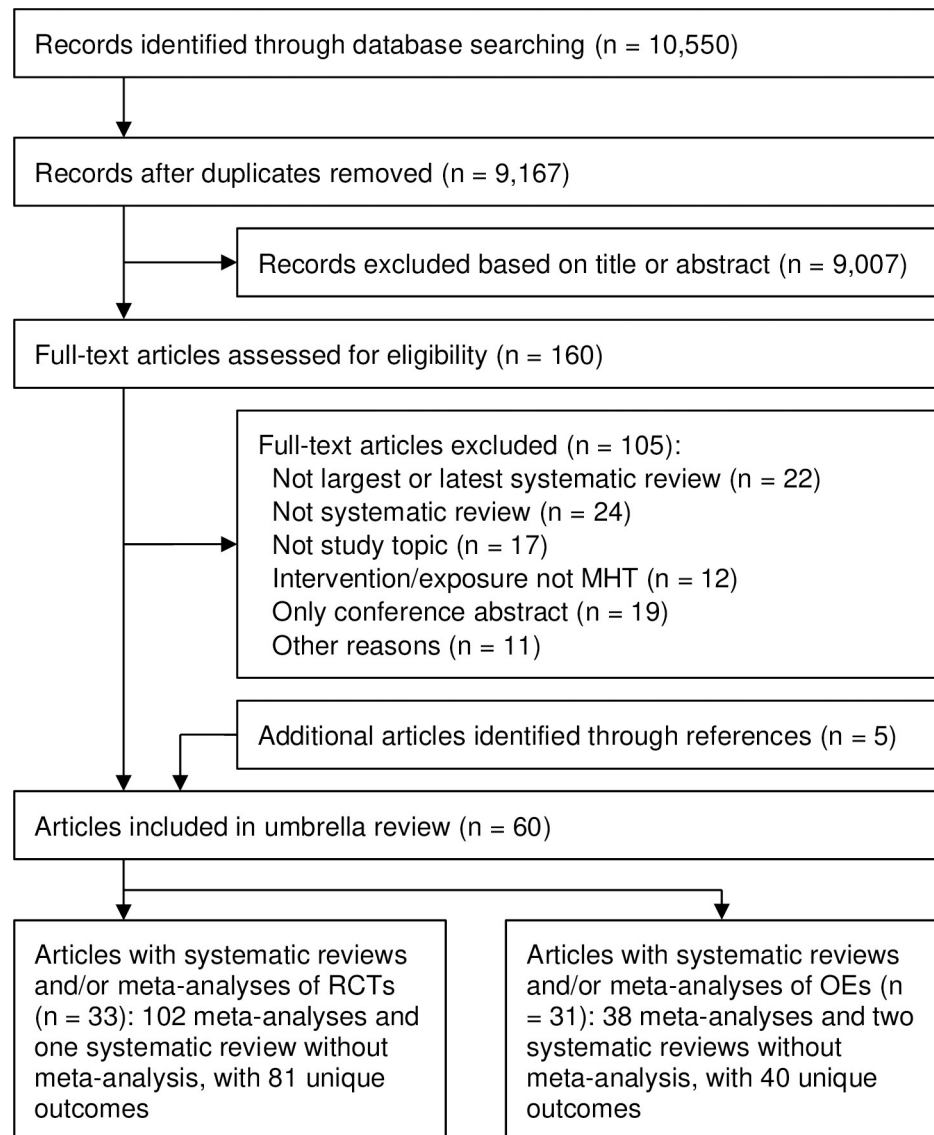 Records identified through database searching (n = 10,550)
Records after duplicates removed (n = 9,167)
Records excluded based on title or abstract (n = 9,007)
Full-text articles assessed for eligibility (n = 160)
Full-text articles excluded (n = 105):
Not largest or latest systematic review (n = 22)
Not systematic review (n = 24)
Not study topic (n = 17)
Intervention/exposure not MHT (n = 12)
Only conference abstract (n = 19)
Other reasons (n = 11)
Additional articles identified through references (n = 5)
Articles included in umbrella review (n = 60)
Articles with systematic reviews
and/or meta-analyses of RCTs
(n = 33): 102 meta-analyses and
one systematic review without
meta-analysis, with 81 unique
outcomes
Articles with systematic reviews
and/or meta-analyses of OEs (n
= 31): 38 meta-analyses and two
systematic reviews without
meta-analysis, with 40 unique
outcomes